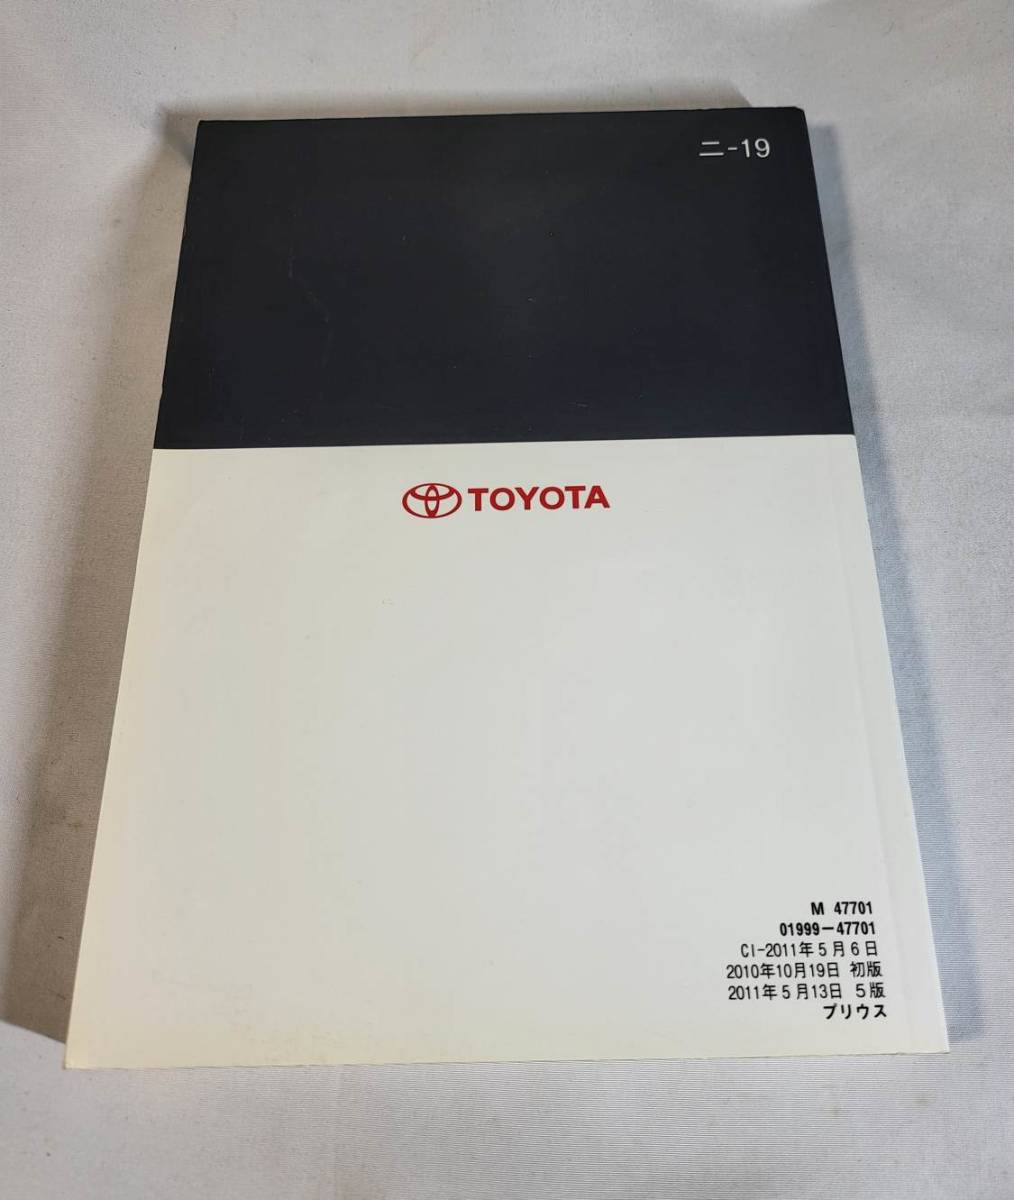 ニ-19
TOYOTA
M 47701
01999-47701
CI-2011年5月6日
2010年10月19日 初版
2011年5月13日 5版
プリウス